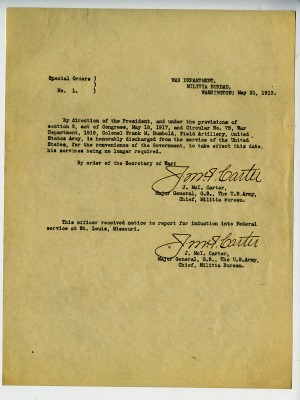 Special Orders )
)
No. 1. )
WAR DEPARTMENT,
MILITIA BUREAU,
WASHINGTON: May 31, 1919.
By direction of the President, and under the provisions of
section 9, act of Congress, May 18, 1917, and Circular No. 75, War
Department, 1919, Colonel Frank M. Rumbold, Field Artillery, United
States Army, is honorably discharged from the service of the United
States, for the convenience of the Government, to take effect this date,
his services being no longer required.
By order of the Secretary of War:
J. McI. Carter
J. McI. Carter,
Major General, G.S., The U.S.Army,
Chief, Militia Bureau.
This officer received notice to report for induction into Federal
service at St. Louis, Missouri.
J. McI. Carter
J. McI. Carter,
Major General, G.S., The U.S.Army,
Chief, Militia Bureau.